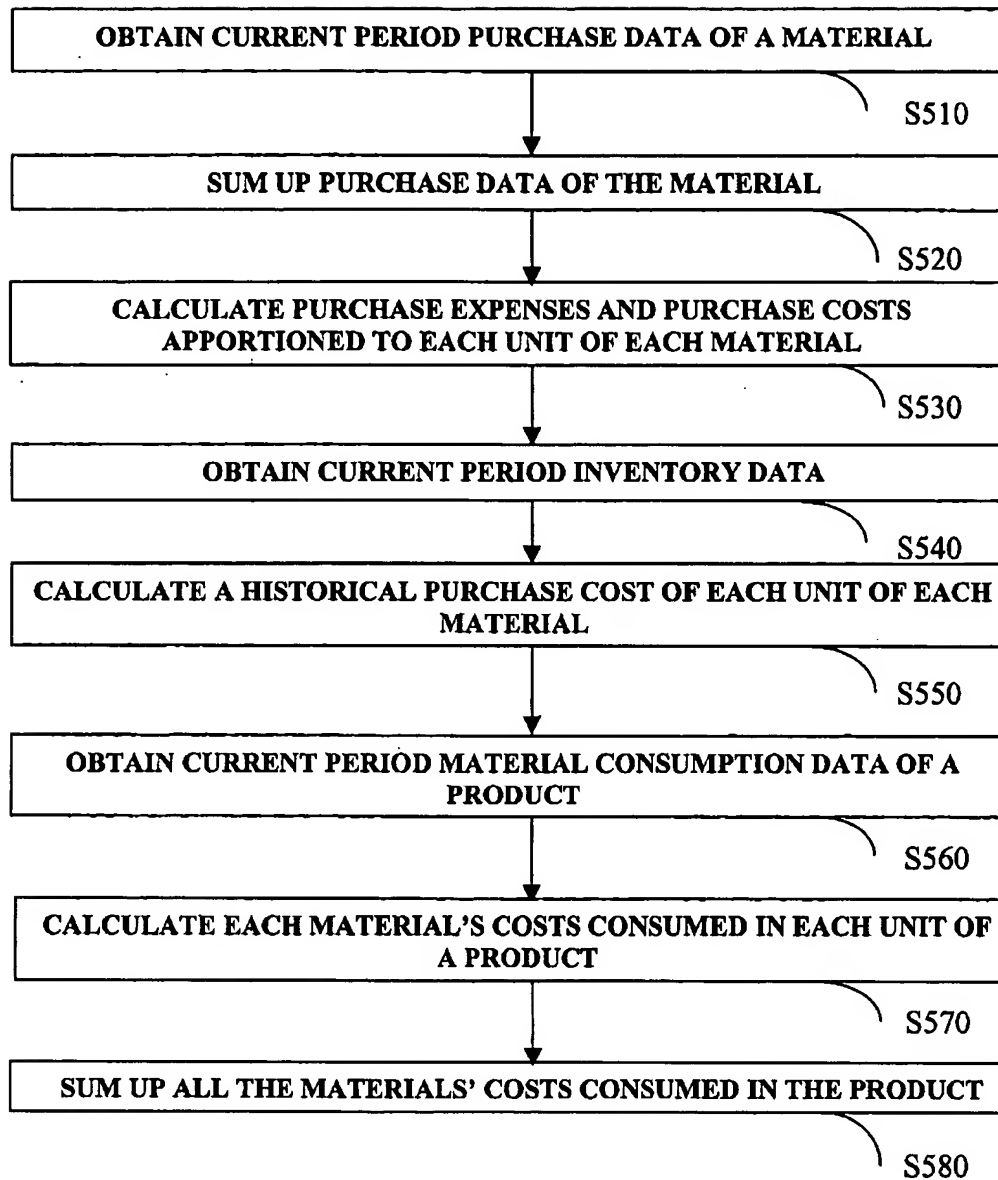 OBTAIN CURRENT PERIOD PURCHASE DATA OF A MATERIAL
S510
SUM UP PURCHASE DATA OF THE MATERIAL
S520
CALCULATE PURCHASE EXPENSES AND PURCHASE COSTS
APPORTIONED TO EACH UNIT OF EACH MATERIAL
S530
OBTAIN CURRENT PERIOD INVENTORY DATA
S540
CALCULATE A HISTORICAL PURCHASE COST OF EACH UNIT OF EACH
MATERIAL
S550
OBTAIN CURRENT PERIOD MATERIAL CONSUMPTION DATA OF A
PRODUCT
S560
CALCULATE EACH MATERIAL'S COSTS CONSUMED IN EACH UNIT OF
A PRODUCT
S570
SUM UP ALL THE MATERIALS' COSTS CONSUMED IN THE PRODUCT
S580